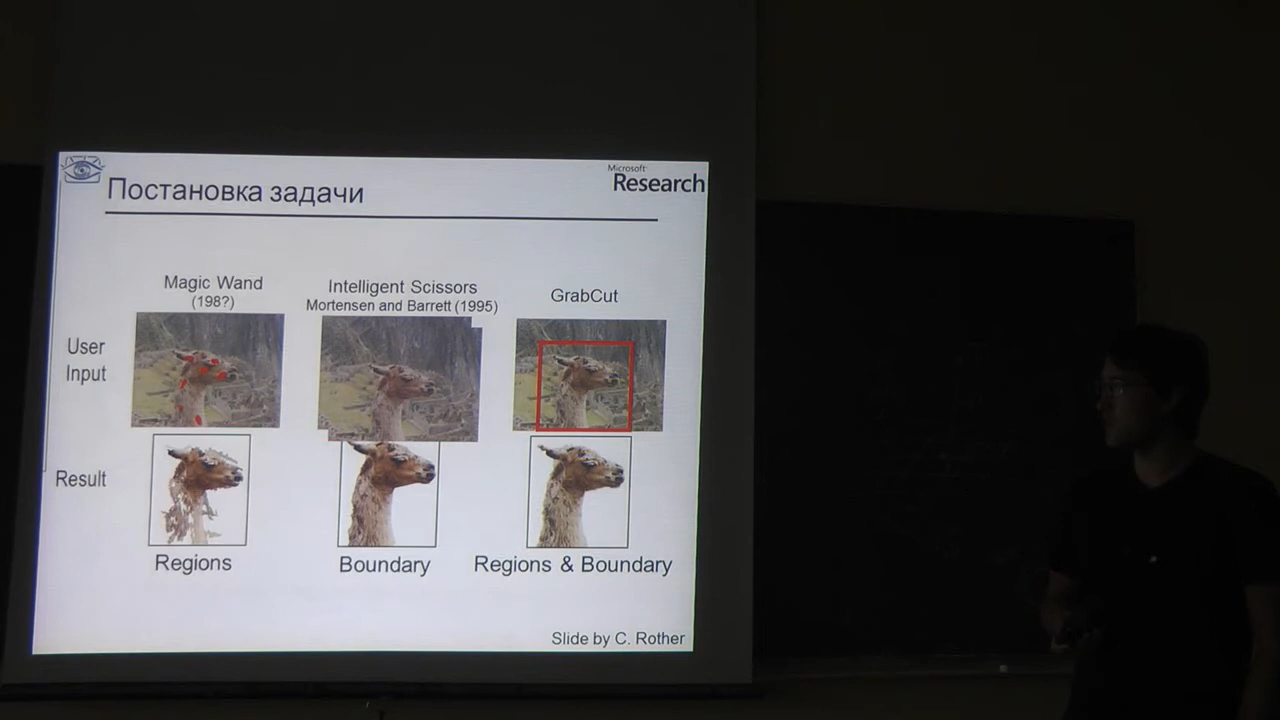 Постановка задачи
Microsoft
Research
Magic Wand
(198?)
Intelligent Scissors
Mortensen and Barrett (1995)
GrabCut
User
Input
Result
Regions
Boundary
Regions & Boundary
Slide by C. Rother